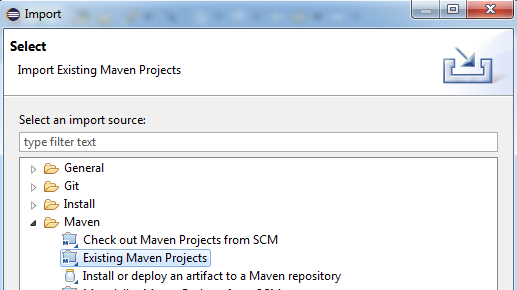 Import
Select
Import Existing Maven Projects
Select an import source:
type filter text
General
Git
Install
Maven
Check out Maven Projects from SCM
Existing Maven Projects
Install or deploy an artifact to a Maven repository